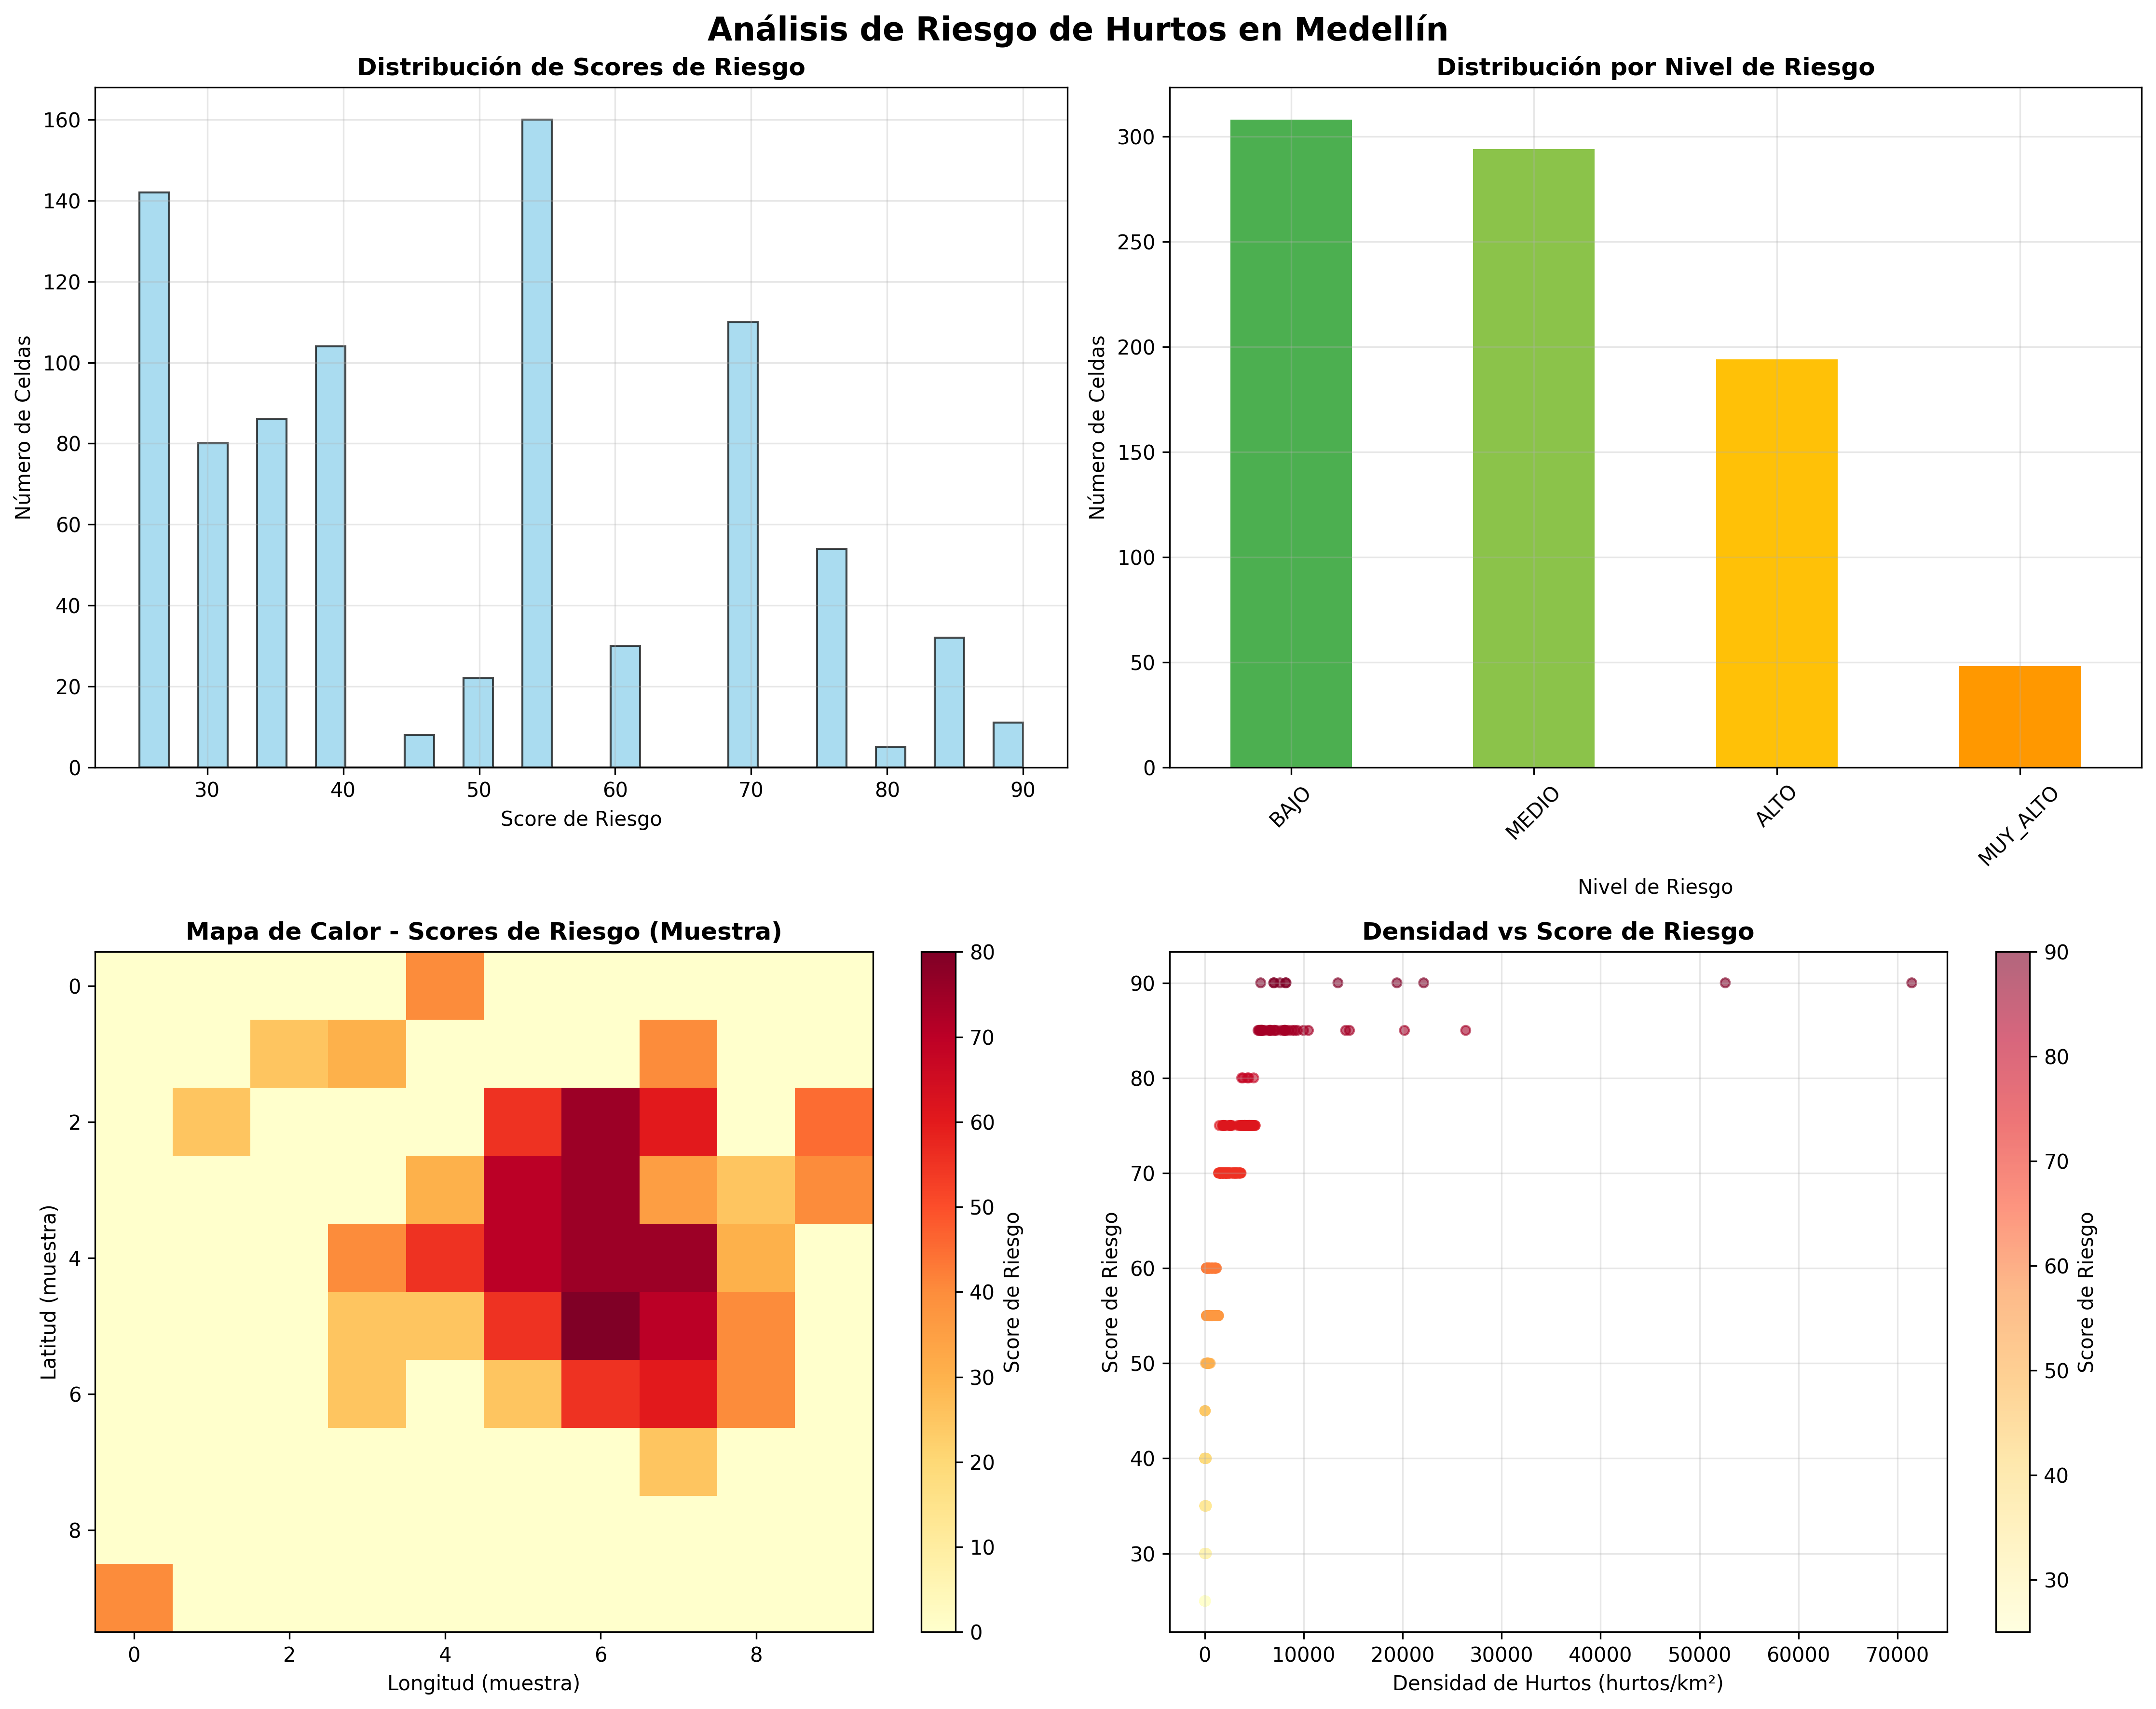 Análisis de Riesgo de Hurtos en Medellín
Distribución de Scores de Riesgo
Número de Celdas
160
140
120
100
80
60
40
20
0
30 40 50 60 70 80 90
Score de Riesgo
Distribución por Nivel de Riesgo
Número de Celdas
300
250
200
150
100
50
0
BAJO MEDIO ALTO MUY_ALTO
Nivel de Riesgo
Mapa de Calor - Scores de Riesgo (Muestra)
Latitud (muestra)
0
2
4
6
8
0 2 4 6 8
Longitud (muestra)
80
70
60
50
40
30
20
10
0
Score de Riesgo
Densidad vs Score de Riesgo
Score de Riesgo
90
80
70
60
50
40
30
0 10000 20000 30000 40000 50000 60000 70000
Densidad de Hurtos (hurtos/km²)
90
80
70
60
50
40
30
Score de Riesgo